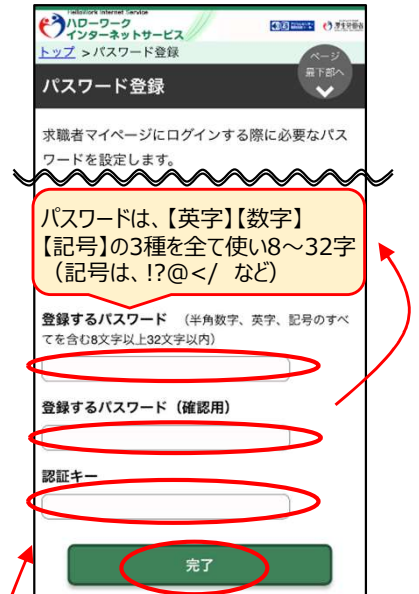 HelloWork Internet Service
ハローワーク
インターネットサービス
厚生労働省
トップ ＞パスワード登録
ページ
最下部へ
パスワード登録
求職者マイページにログインする際に必要なパス
ワードを設定します。
パスワードは、【英字】【数字】
【記号】の3種を全て使い8～32字
（記号は、!?@</ など）
登録するパスワード （半角数字、英字、記号のすべ
てを含む8文字以上32文字以内）
登録するパスワード（確認用）
認証キー
完了